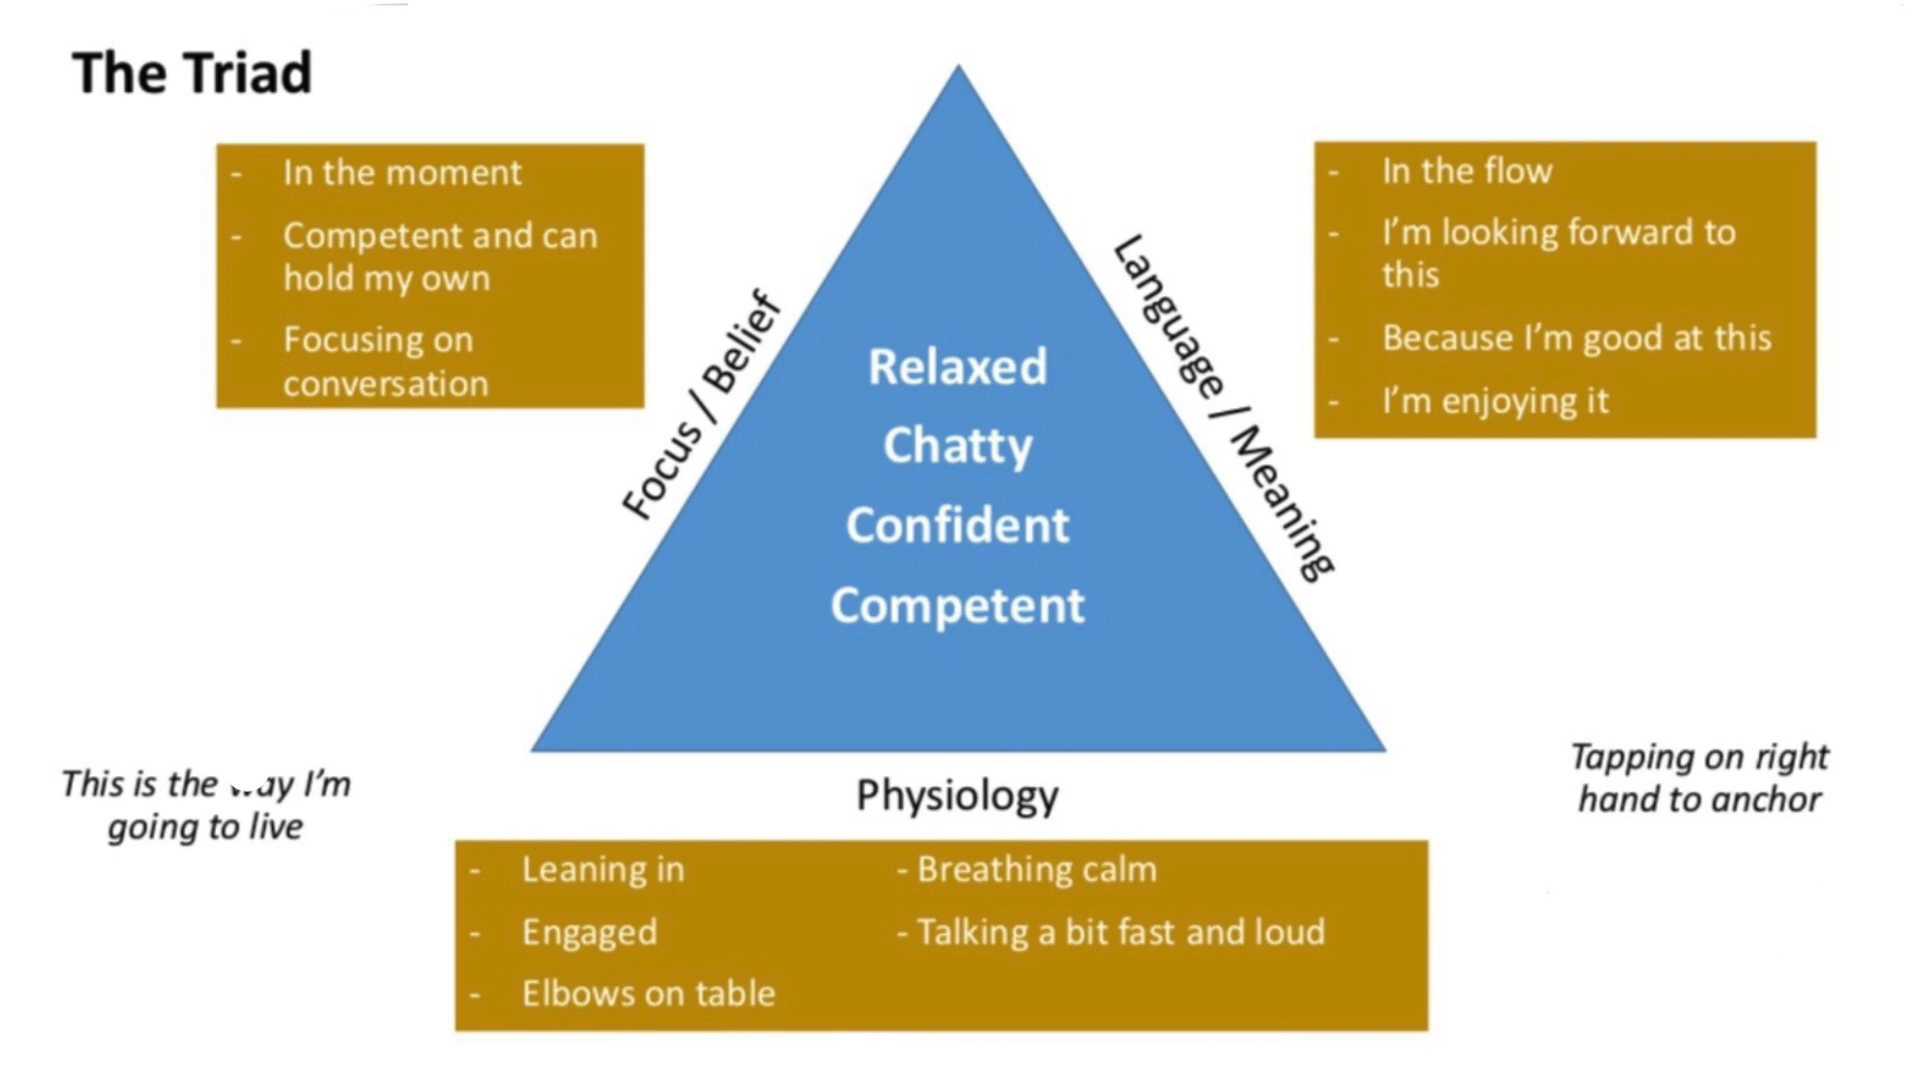 The Triad
- In the moment
- Competent and can
hold my own
- Focusing on
conversation
Focus / Belief
Relaxed
Chatty
Confident
Competent
Language / Meaning
- In the flow
- I’m looking forward to
this
- Because I’m good at this
- I’m enjoying it
This is the I’m
going to live
Physiology
- Leaning in
- Engaged
- Elbows on table
- Breathing calm
- Talking a bit fast and loud
Tapping on right
hand to anchor